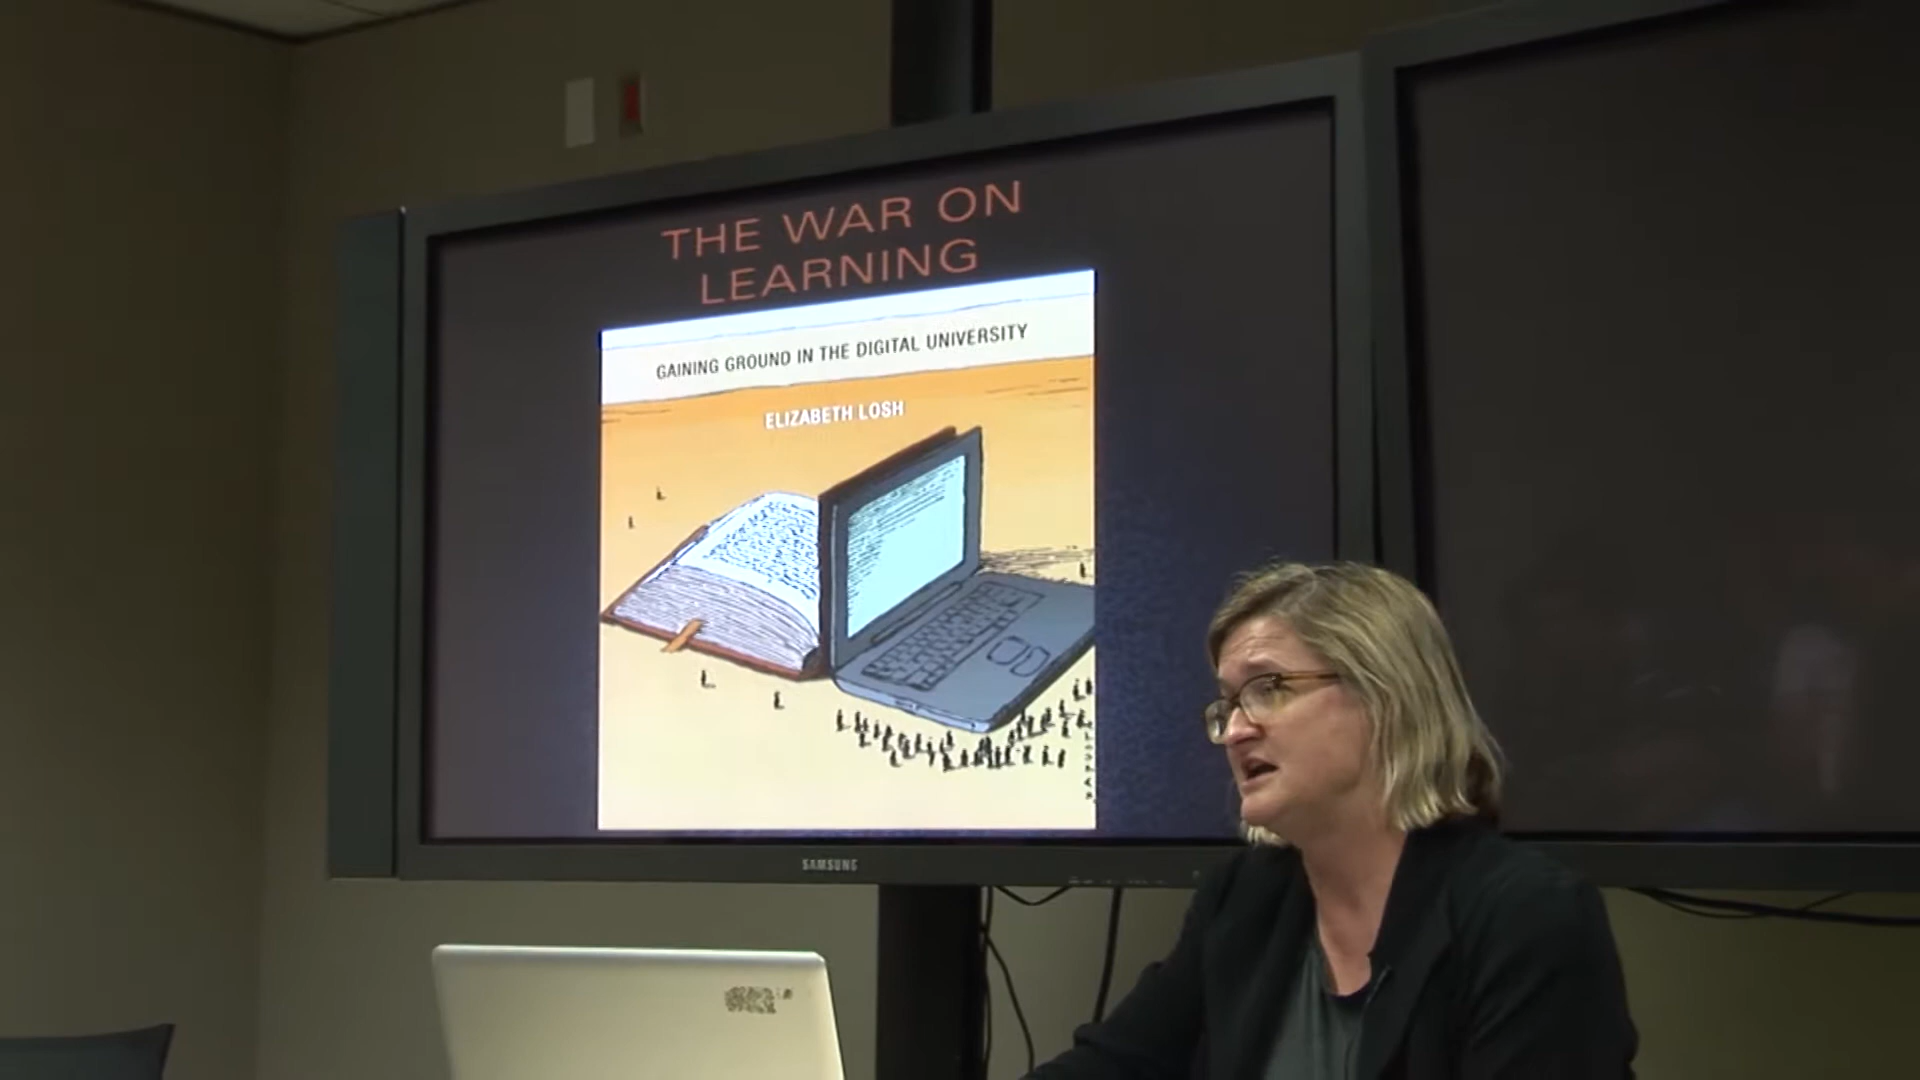 THE WAR ON
LEARNING
GAINING GROUND IN THE DIGITAL UNIVERSITY
ELIZABETH LOSH
SAMSUNG